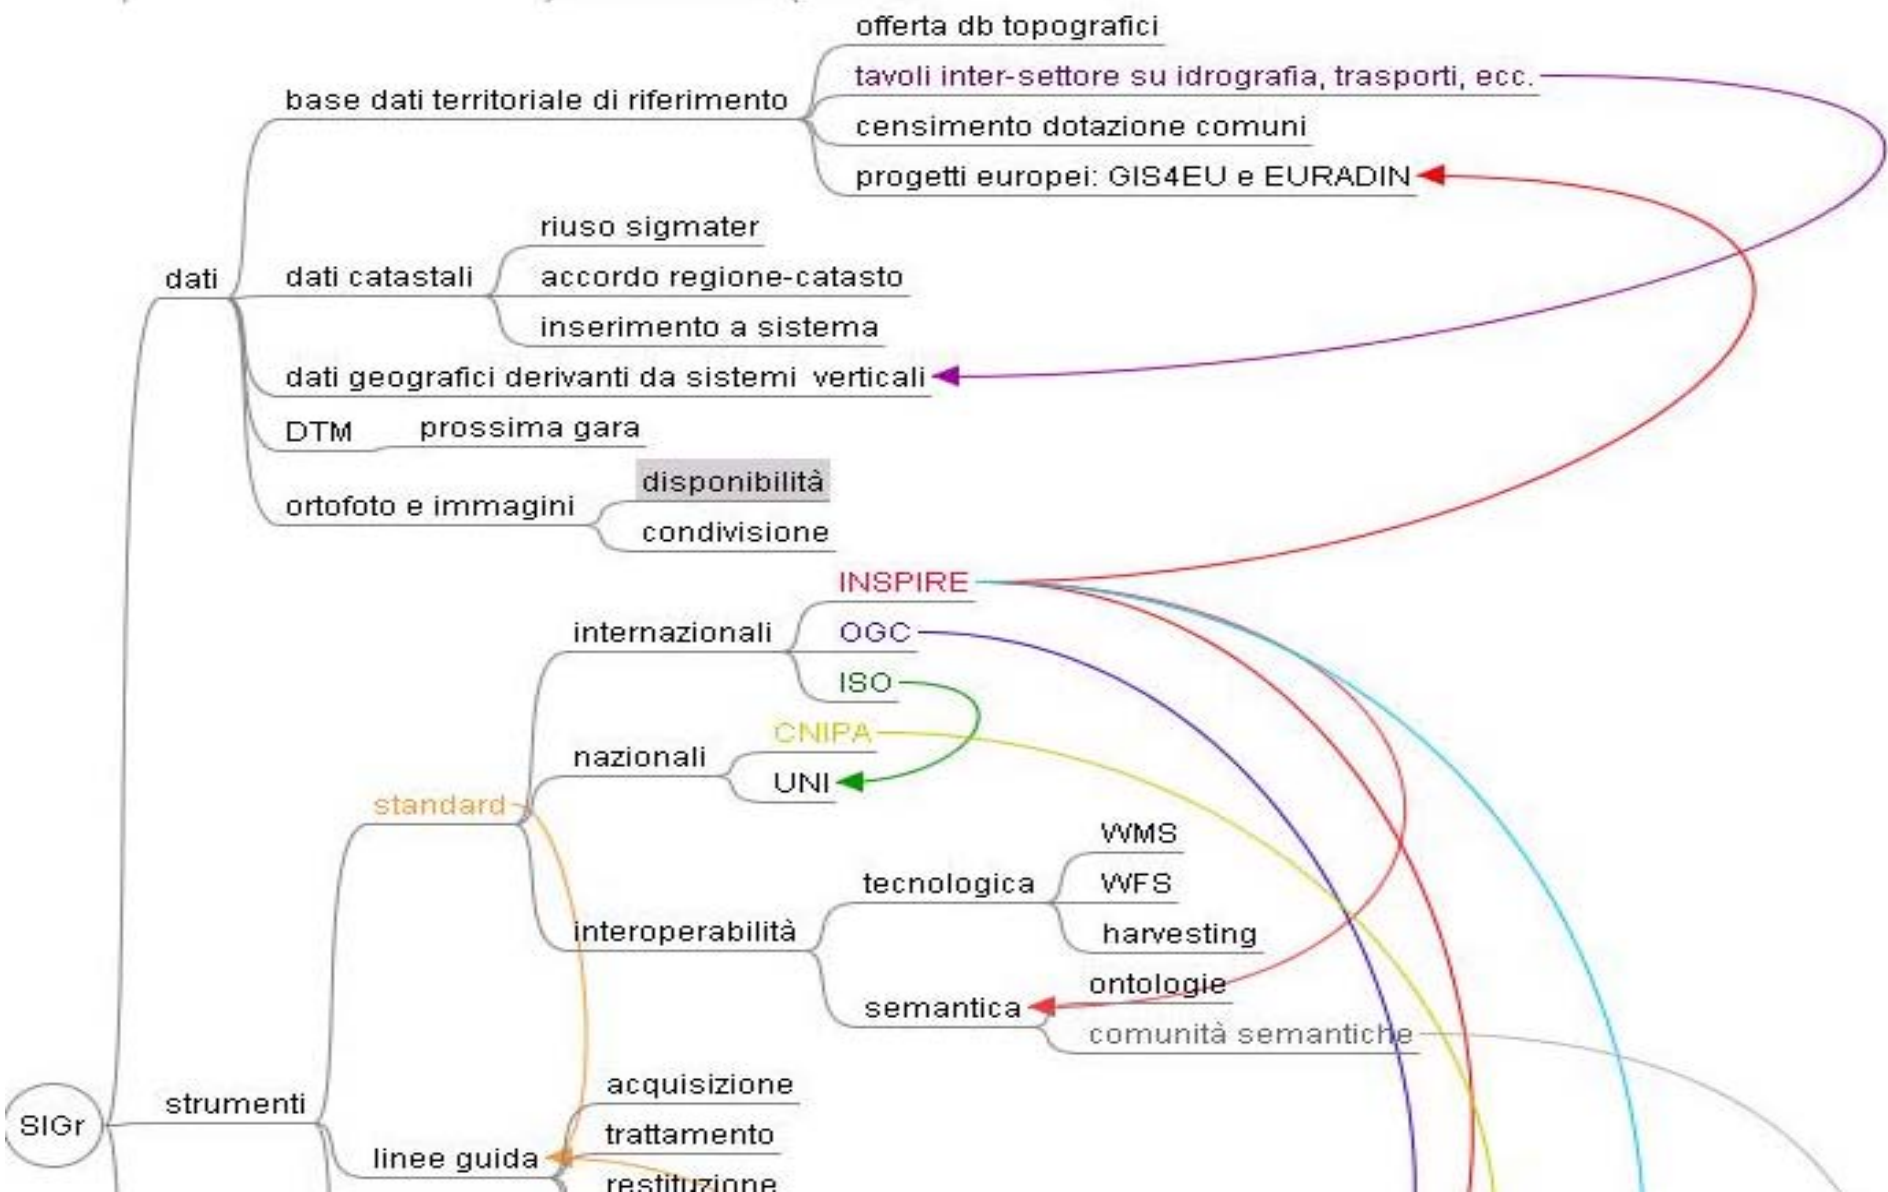 offerta db topografici
tavoli inter-settore su idrografia, trasporti, ecc.
base dati territoriale di riferimento
censimento dotazione comuni
progetti europei: GIS4EU e EURADIN
riuso sigmater
dati
dati catastali
accordo regione-catasto
inserimento a sistema
dati geografici derivanti da sistemi verticali
DTM
prossima gara
disponibilità
ortofoto e immagini
condivisione
INSPIRE
internazionali
OGC
ISO
CNIPA
nazionali
UNI
standard
WMS
tecnologica
WFS
interoperabilità
harvesting
ontologie
semantica
comunità semantiche
acquisizione
strumenti
SIGr
trattamento
linee guida
restituzione